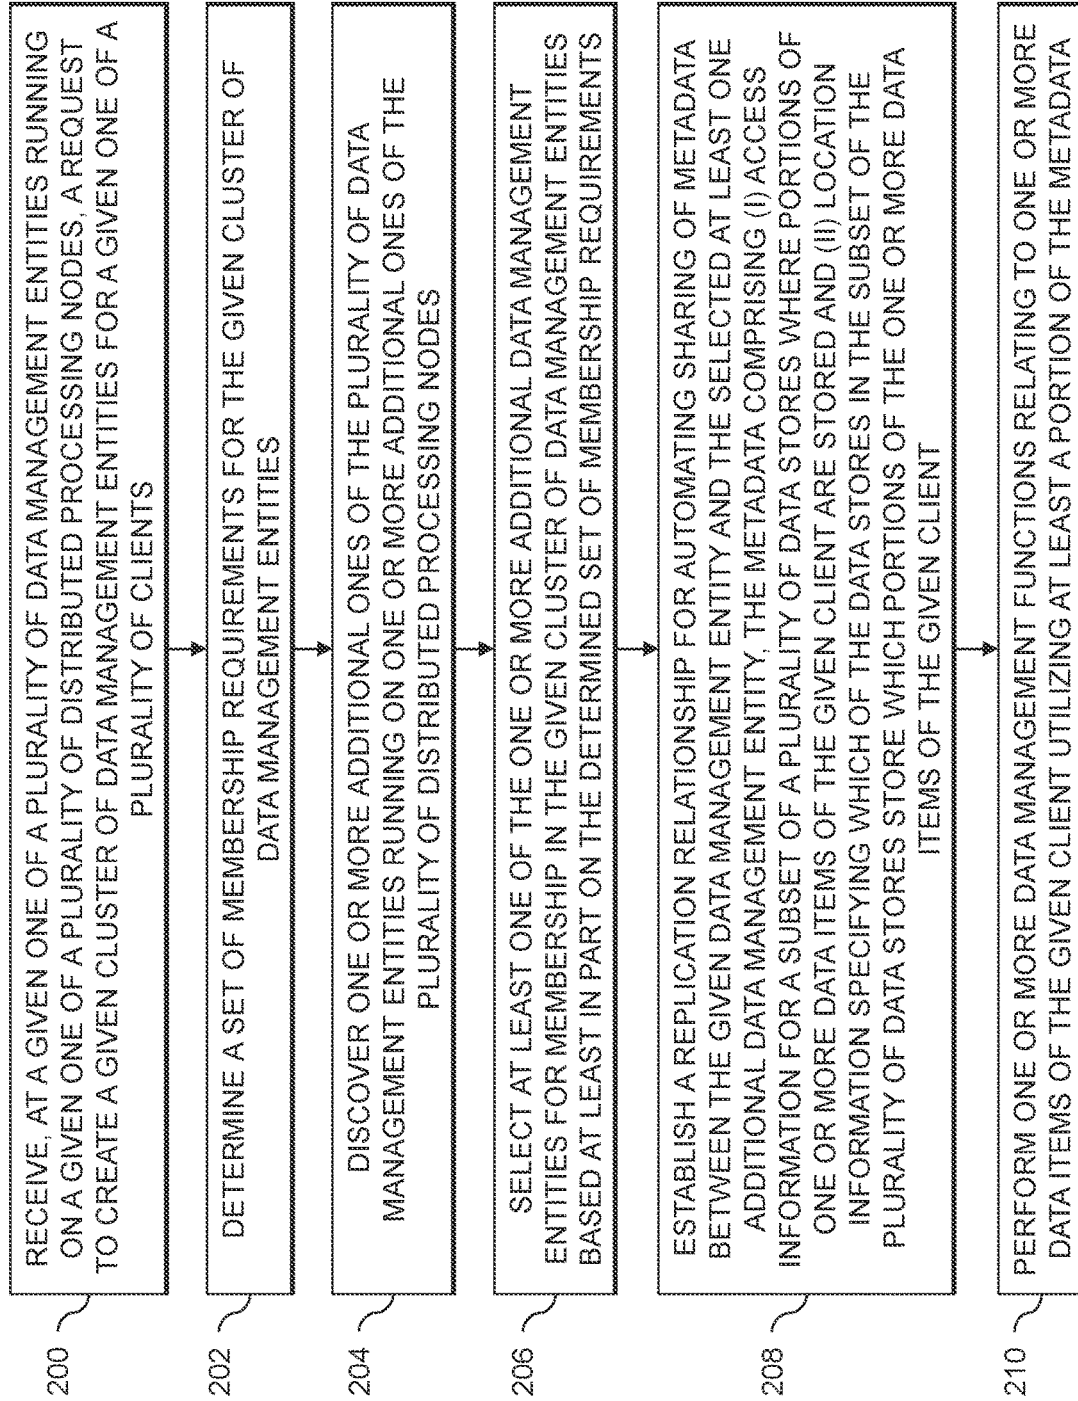 200
RECEIVE, AT A GIVEN ONE OF A PLURALITY OF DATA MANAGEMENT ENTITIES RUNNING
ON A GIVEN ONE OF A PLURALITY OF DISTRIBUTED PROCESSING NODES, A REQUEST
TO CREATE A GIVEN CLUSTER OF DATA MANAGEMENT ENTITIES FOR A GIVEN ONE OF A
PLURALITY OF CLIENTS
202
DETERMINE A SET OF MEMBERSHIP REQUIREMENTS FOR THE GIVEN CLUSTER OF
DATA MANAGEMENT ENTITIES
204
DISCOVER ONE OR MORE ADDITIONAL ONES OF THE PLURALITY OF DATA
MANAGEMENT ENTITIES RUNNING ON ONE OR MORE ADDITIONAL ONES OF THE
PLURALITY OF DISTRIBUTED PROCESSING NODES
206
SELECT AT LEAST ONE OF THE ONE OR MORE ADDITIONAL DATA MANAGEMENT
ENTITIES FOR MEMBERSHIP IN THE GIVEN CLUSTER OF DATA MANAGEMENT ENTITIES
BASED AT LEAST IN PART ON THE DETERMINED SET OF MEMBERSHIP REQUIREMENTS
208
ESTABLISH A REPLICATION RELATIONSHIP FOR AUTOMATING SHARING OF METADATA
BETWEEN THE GIVEN DATA MANAGEMENT ENTITY AND THE SELECTED AT LEAST ONE
ADDITIONAL DATA MANAGEMENT ENTITY, THE METADATA COMPRISING (I) ACCESS
INFORMATION FOR A SUBSET OF A PLURALITY OF DATA STORES WHERE PORTIONS OF
ONE OR MORE DATA ITEMS OF THE GIVEN CLIENT ARE STORED AND (II) LOCATION
INFORMATION SPECIFYING WHICH OF THE DATA STORES IN THE SUBSET OF THE
PLURALITY OF DATA STORES STORE WHICH PORTIONS OF THE ONE OR MORE DATA
ITEMS OF THE GIVEN CLIENT
210
PERFORM ONE OR MORE DATA MANAGEMENT FUNCTIONS RELATING TO ONE OR MORE
DATA ITEMS OF THE GIVEN CLIENT UTILIZING AT LEAST A PORTION OF THE METADATA